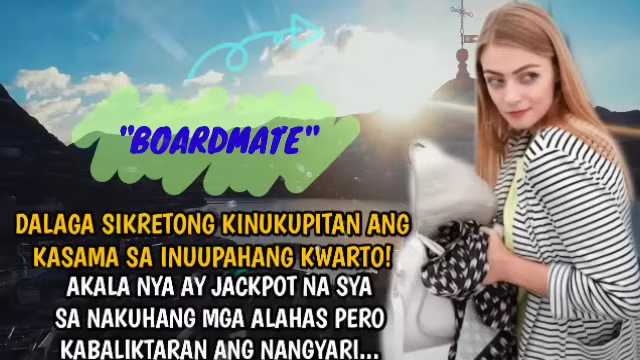 "BOARDMATE"
DALAGA SIKRETONG KINUKUPITAN ANG
KASAMA SA INUUPAHANG KWARTO!
AKALA NYA AY JACKPOT NA SYA
SA NAKUHANG MGA ALAHAS PERO
KABALIKTARAN ANG NANGYARI...